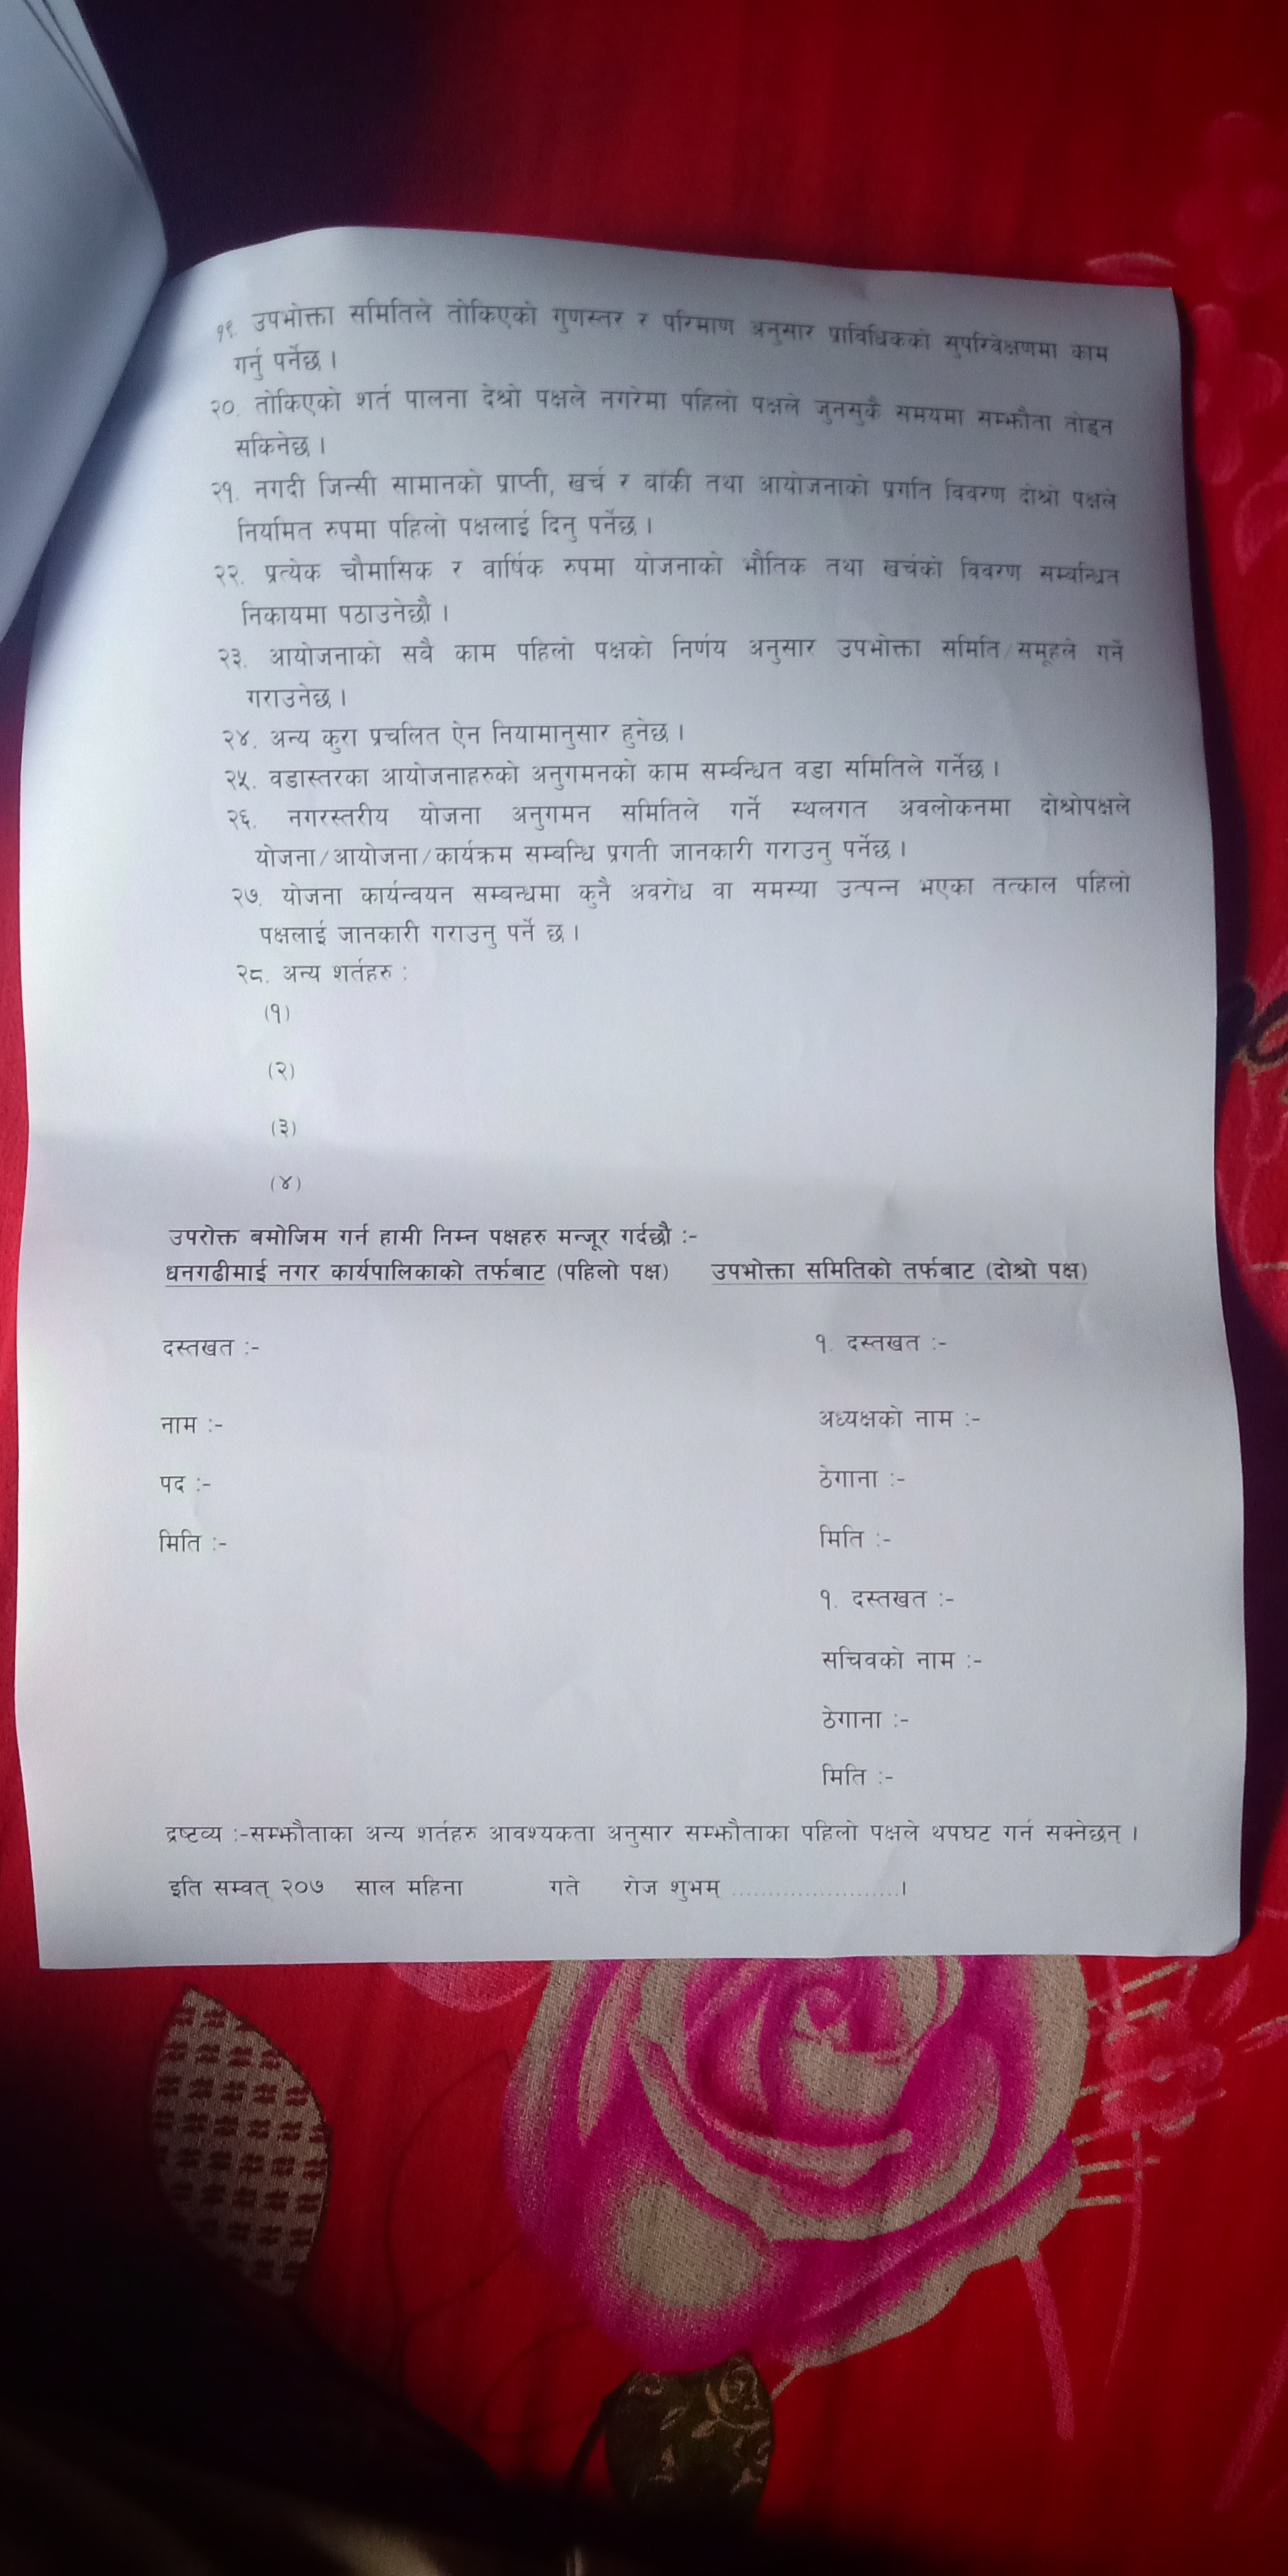 १९. उपभोक्ता समितिले तोकिएको गुणस्तर र परिमाण अनुसार प्राविधिकको सुपरिवेक्षणमा काम
गर्नु पर्नेछ ।
२०. तोकिएको शर्त पालना देश्रो पक्षले नगरेमा पहिलो पक्षले जुनसुकै समयमा सम्झौता तोड्न
सकिनेछ ।
२१. नगदी जिन्सी सामानको प्राप्ती, खर्च र वांकी तथा आयोजनाको प्रगति विवरण दोश्रो पक्षले
नियमित रुपमा पहिलो पक्षलाई दिनु पर्नेछ ।
२२. प्रत्येक चौमासिक र वार्षिक रुपमा योजनाको भौतिक तथा खर्चको विवरण सम्बन्धित
निकायमा पठाउनेछौ ।
२३. आयोजनाको सवै काम पहिलो पक्षको निर्णय अनुसार उपभोक्ता समिति/समूहले गर्ने
गराउनेछ ।
२४. अन्य कुरा प्रचलित ऐन नियामानुसार हुनेछ ।
२५. वडास्तरका आयोजनाहरुको अनुगमनको काम सम्वन्धित वडा समितिले गर्नेछ ।
२६. नगरस्तरीय योजना अनुगमन समितिले गर्ने स्थलगत अवलोकनमा दोश्रोपक्षले
योजना/आयोजना/कार्यक्रम सम्बन्धि प्रगती जानकारी गराउनु पर्नेछ ।
२७. योजना कार्यन्वयन सम्बन्धमा कुनै अवरोध वा समस्या उत्पन्न भएका तत्काल पहिलो
पक्षलाई जानकारी गराउनु पर्ने छ ।
२८. अन्य शर्तहरु :
(१)
(२)
(३)
(४)
उपरोक्त बमोजिम गर्न हामी निम्न पक्षहरु मन्जूर गर्दछौ :-
धनगढीमाई नगर कार्यपालिकाको तर्फबाट (पहिलो पक्ष) उपभोक्ता समितिको तर्फबाट (दोश्रो पक्ष)
दस्तखत :- १. दस्तखत :-
नाम :- अध्यक्षको नाम :-
पद :- ठेगाना :-
मिति :- मिति :-
१. दस्तखत :-
सचिवको नाम :-
ठेगाना :-
मिति :-
द्रष्टव्य :-सम्झौताका अन्य शर्तहरु आवश्यकता अनुसार सम्झौताका पहिलो पक्षले थपघट गर्न सक्नेछन् ।
इति सम्वत् २०७ साल महिना गते रोज शुभम् ........................।